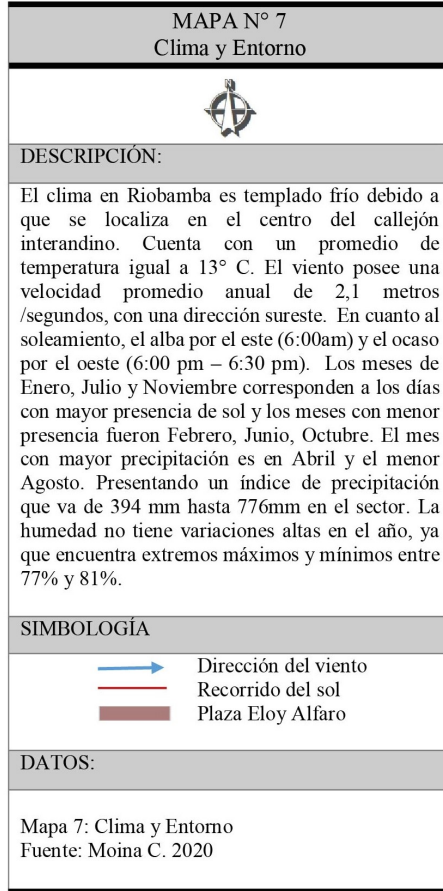 MAPA N° 7
Clima y Entorno
N
DESCRIPCIÓN:
El clima en Riobamba es templado frío debido a
que se localiza en el centro del callejón
interandino. Cuenta con un promedio de
temperatura igual a 13° C. El viento posee una
velocidad promedio anual de 2,1 metros
/segundos, con una dirección sureste. En cuanto al
soleamiento, el alba por el este (6:00am) y el ocaso
por el oeste (6:00 pm – 6:30 pm). Los meses de
Enero, Julio y Noviembre corresponden a los días
con mayor presencia de sol y los meses con menor
presencia fueron Febrero, Junio, Octubre. El mes
con mayor precipitación es en Abril y el menor
Agosto. Presentando un índice de precipitación
que va de 394 mm hasta 776mm en el sector. La
humedad no tiene variaciones altas en el año, ya
que encuentra extremos máximos y mínimos entre
77% y 81%.
SIMBOLOGÍA
Dirección del viento
Recorrido del sol
Plaza Eloy Alfaro
DATOS:
Mapa 7: Clima y Entorno
Fuente: Moina C. 2020